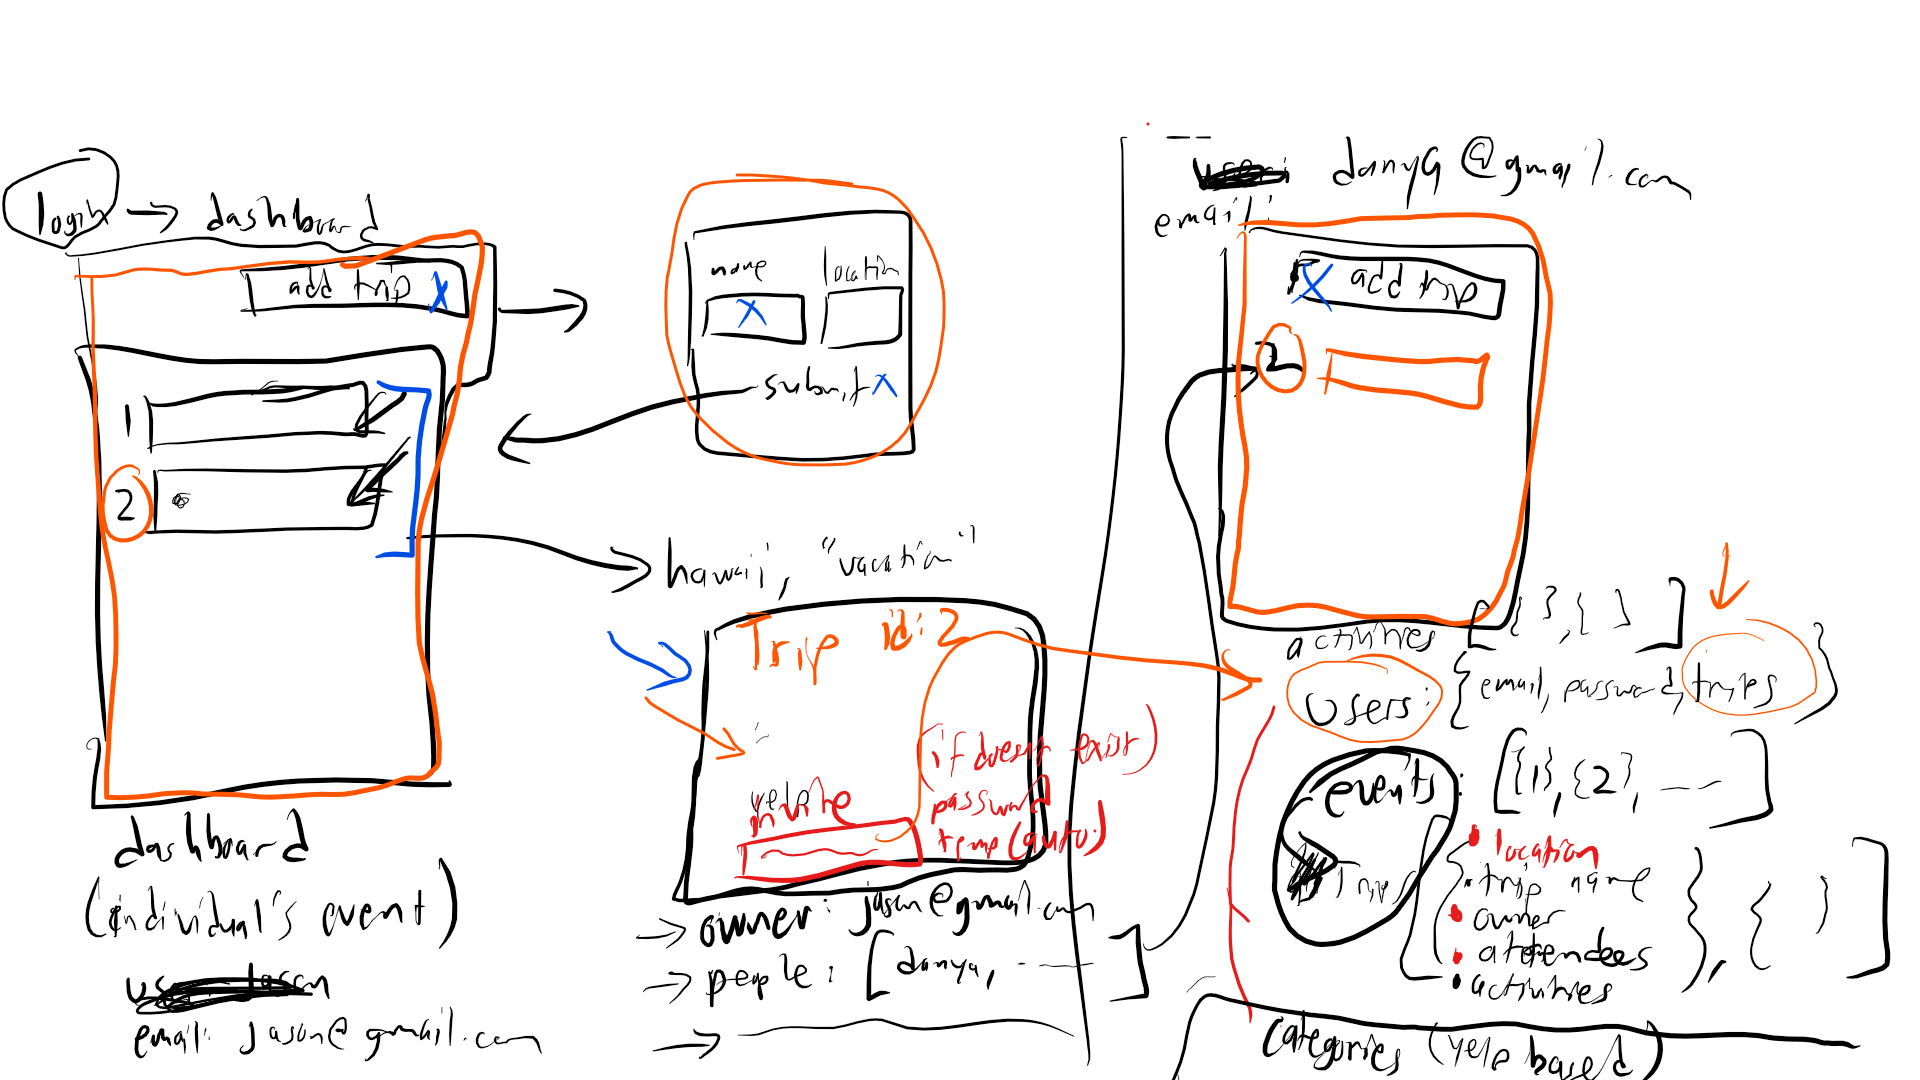 login → dashboard
add trip X
1
2
dashboard
(individual's event)
email: jason@gmail.com
name location
X
submit X
hawaii, "vacation"
Trip id: 2
invite
(if doesn't exist)
password
temp (auto)
→ owner: jason@gmail.com
→ people: [danya, ---- ]
→
danya@gmail.com
email:
X add trip
2
activities [{ }, { } ]
Users: {email, password, trips}
events: [{1}, {2}, ---- ]
Trips
• location
• trip name
• owner
• attendees
• activities
}, { } ]
categories (yelp based)